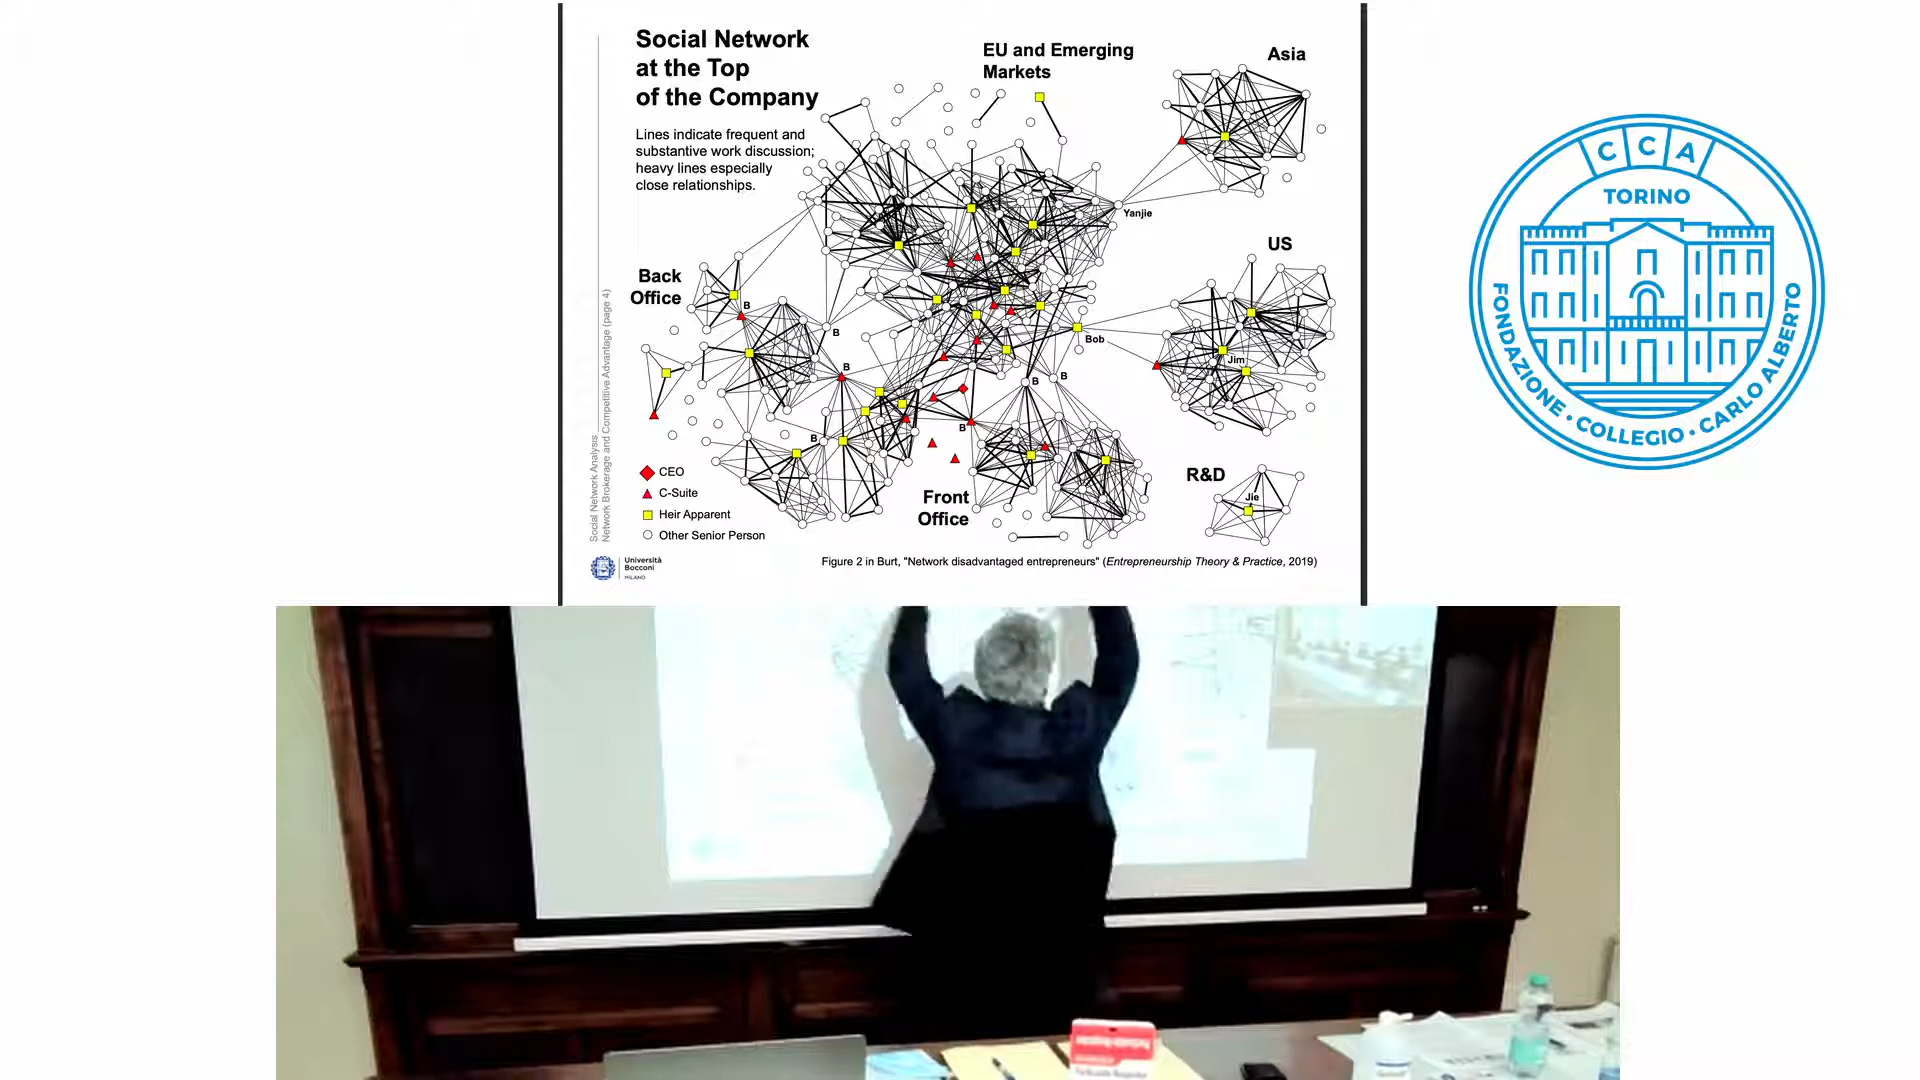 Social Network
at the Top
of the Company
Lines indicate frequent and
substantive work discussion;
heavy lines especially
close relationships.
EU and Emerging
Markets
Asia
Yanjie
US
Back
Office
B
B
B
Bob
Jim
B
B
B
B
R&D
Jie
Front
Office
CEO
C-Suite
Heir Apparent
Other Senior Person
Social Network Analysis
Network Brokerage and Competitive Advantage (page 4)
Università
Bocconi
MILANO
Figure 2 in Burt, "Network disadvantaged entrepreneurs" (Entrepreneurship Theory & Practice, 2019)
CCA
TORINO
FONDAZIONE • COLLEGIO • CARLO ALBERTO